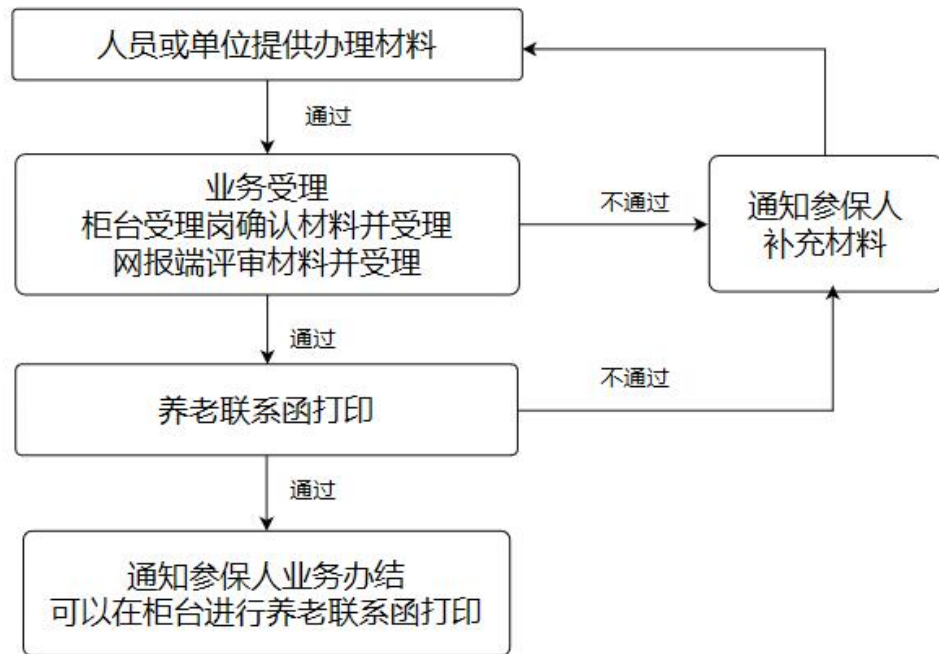 人员或单位提供办理材料
通过
业务受理
柜台受理岗确认材料并受理
网报端评审材料并受理
不通过
通知参保人
补充材料
通过
养老联系函打印
不通过
通过
通知参保人业务办结
可以在柜台进行养老联系函打印